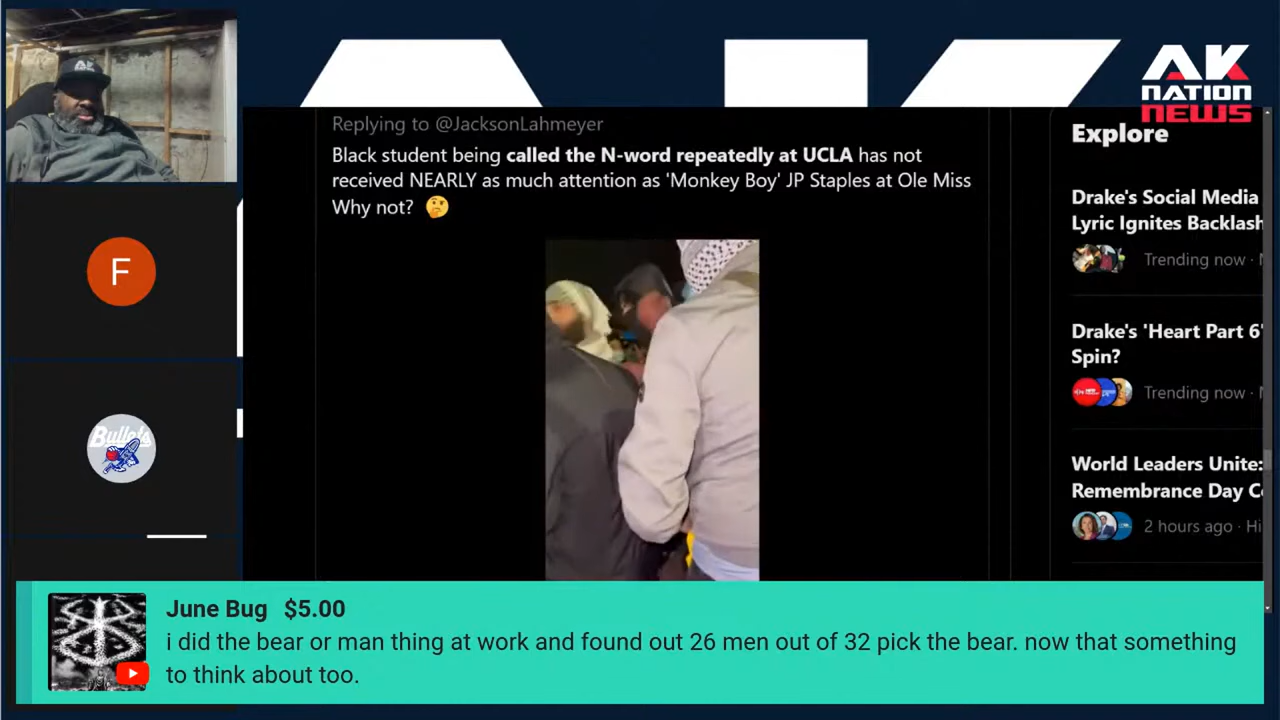 AK
NATION
NEWS
Replying to @JacksonLahmeyer
Black student being called the N-word repeatedly at UCLA has not
received NEARLY as much attention as 'Monkey Boy' JP Staples at Ole Miss
Why not? 🤔
Explore
Drake's Social Media
Lyric Ignites Backlash
Trending now ·
Drake's 'Heart Part 6'
Spin?
Trending now ·
World Leaders Unite:
Remembrance Day
2 hours ago ·
F
Bullets
June Bug $5.00
i did the bear or man thing at work and found out 26 men out of 32 pick the bear. now that something
to think about too.